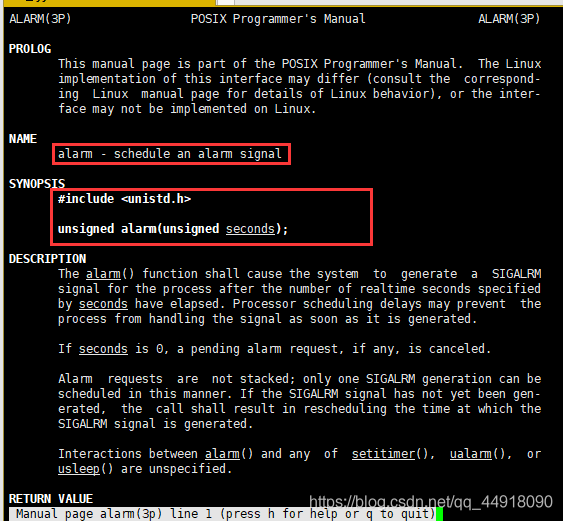 ALARM(3P) POSIX Programmer's Manual ALARM(3P)
PROLOG
This manual page is part of the POSIX Programmer's Manual. The Linux
implementation of this interface may differ (consult the correspond-
ing Linux manual page for details of Linux behavior), or the inter-
face may not be implemented on Linux.
NAME
alarm - schedule an alarm signal
SYNOPSIS
#include <unistd.h>
unsigned alarm(unsigned seconds);
DESCRIPTION
The alarm() function shall cause the system to generate a SIGALRM
signal for the process after the number of realtime seconds specified
by seconds have elapsed. Processor scheduling delays may prevent the
process from handling the signal as soon as it is generated.
If seconds is 0, a pending alarm request, if any, is canceled.
Alarm requests are not stacked; only one SIGALRM generation can be
scheduled in this manner. If the SIGALRM signal has not yet been gen-
erated, the call shall result in rescheduling the time at which the
SIGALRM signal is generated.
Interactions between alarm() and any of setitimer(), ualarm(), or
usleep() are unspecified.
RETURN VALUE
https://blog.csdn.net/qq_44918090
Manual page alarm(3p) line 1 (press h for help or q to quit)